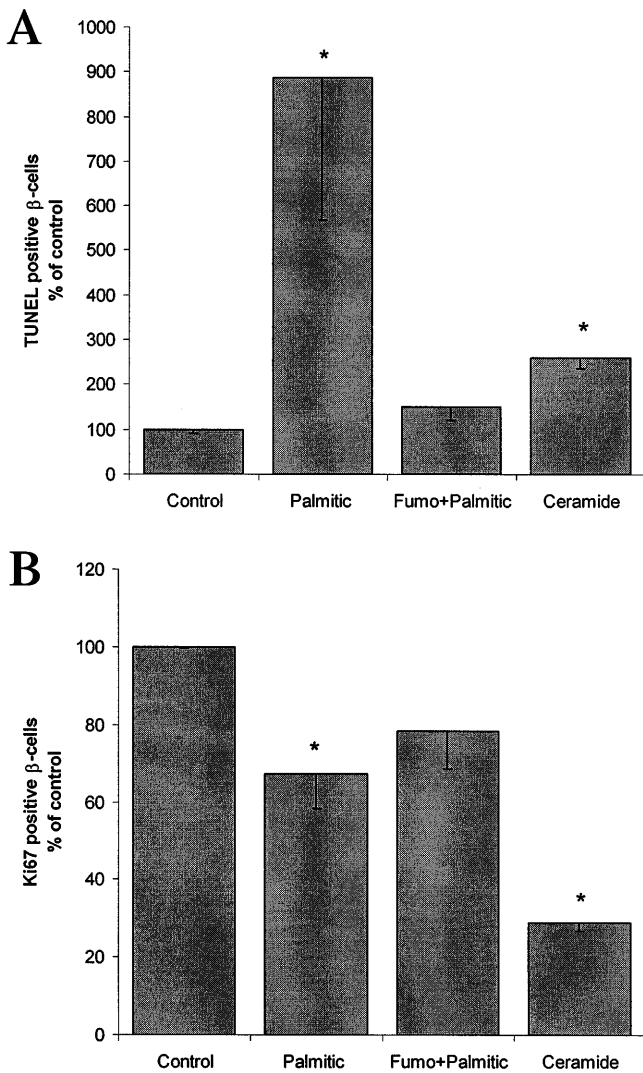 A
TUNEL positive β-cells
% of control
1000
900
800
700
600
500
400
300
200
100
0
*
*
Control Palmitic Fumo+Palmitic Ceramide
B
Ki67 positive β-cells
% of control
120
100
80
60
40
20
0
*
*
Control Palmitic Fumo+Palmitic Ceramide